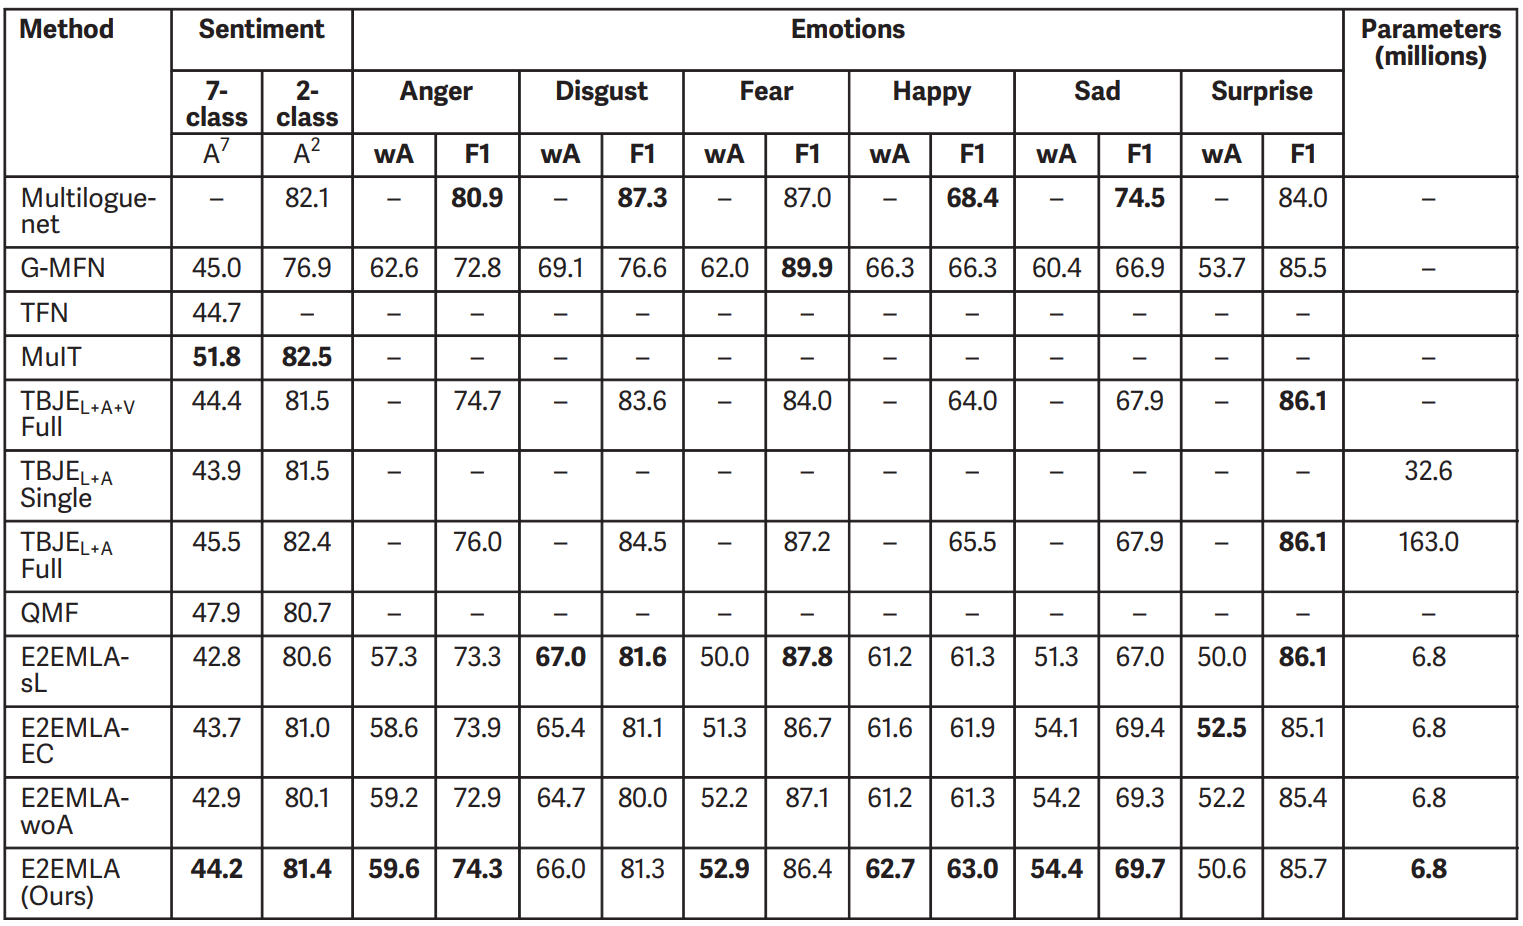 Method Sentiment Emotions Parameters (millions)
7-class 2-class Anger Disgust Fear Happy Sad Surprise
A7 A2 wA F1 wA F1 wA F1 wA F1 wA F1 wA F1
Multilogue-net – 82.1 – 80.9 – 87.3 – 87.0 – 68.4 – 74.5 – 84.0 –
G-MFN 45.0 76.9 62.6 72.8 69.1 76.6 62.0 89.9 66.3 66.3 60.4 66.9 53.7 85.5 –
TFN 44.7 – – – – – – – – – – – – –
MulT 51.8 82.5 – – – – – – – – – – – – –
TBJEL+A+V Full 44.4 81.5 – 74.7 – 83.6 – 84.0 – 64.0 – 67.9 – 86.1 –
TBJEL+A Single 43.9 81.5 – – – – – – – – – – – – 32.6
TBJEL+A Full 45.5 82.4 – 76.0 – 84.5 – 87.2 – 65.5 – 67.9 – 86.1 163.0
QMF 47.9 80.7 – – – – – – – – – – – – –
E2EMLA-sL 42.8 80.6 57.3 73.3 67.0 81.6 50.0 87.8 61.2 61.3 51.3 67.0 50.0 86.1 6.8
E2EMLA-EC 43.7 81.0 58.6 73.9 65.4 81.1 51.3 86.7 61.6 61.9 54.1 69.4 52.5 85.1 6.8
E2EMLA-woA 42.9 80.1 59.2 72.9 64.7 80.0 52.2 87.1 61.2 61.3 54.2 69.3 52.2 85.4 6.8
E2EMLA (Ours) 44.2 81.4 59.6 74.3 66.0 81.3 52.9 86.4 62.7 63.0 54.4 69.7 50.6 85.7 6.8